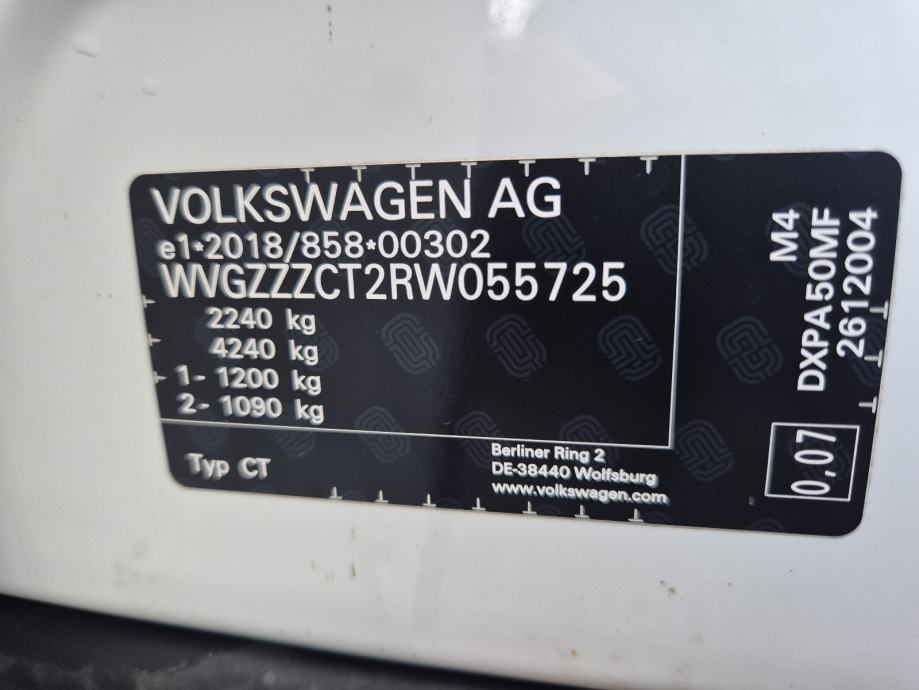 VOLKSWAGEN AG
e1*2018/858*00302
WVGZZZCT2RW055725
2240 kg
4240 kg
1- 1200 kg
2- 1090 kg
Typ CT
Berliner Ring 2
DE-38440 Wolfsburg
www.volkswagen.com
M4
DXPA50MF
2612004
0,07